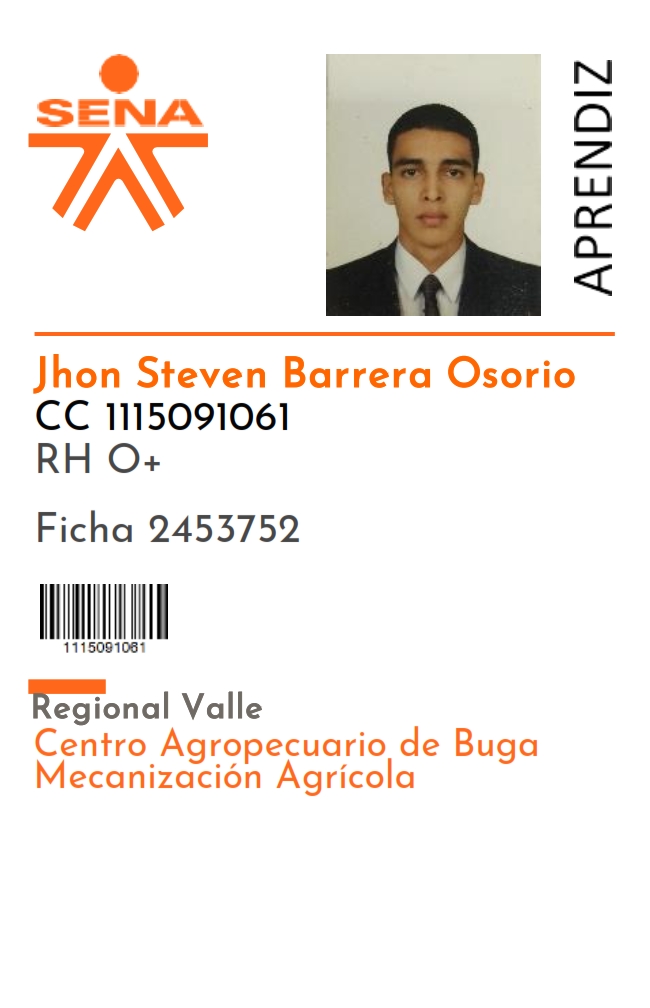 SENA
APRENDIZ
Jhon Steven Barrera Osorio
CC 1115091061
RH O+
Ficha 2453752
1115091061
Regional Valle
Centro Agropecuario de Buga
Mecanización Agrícola